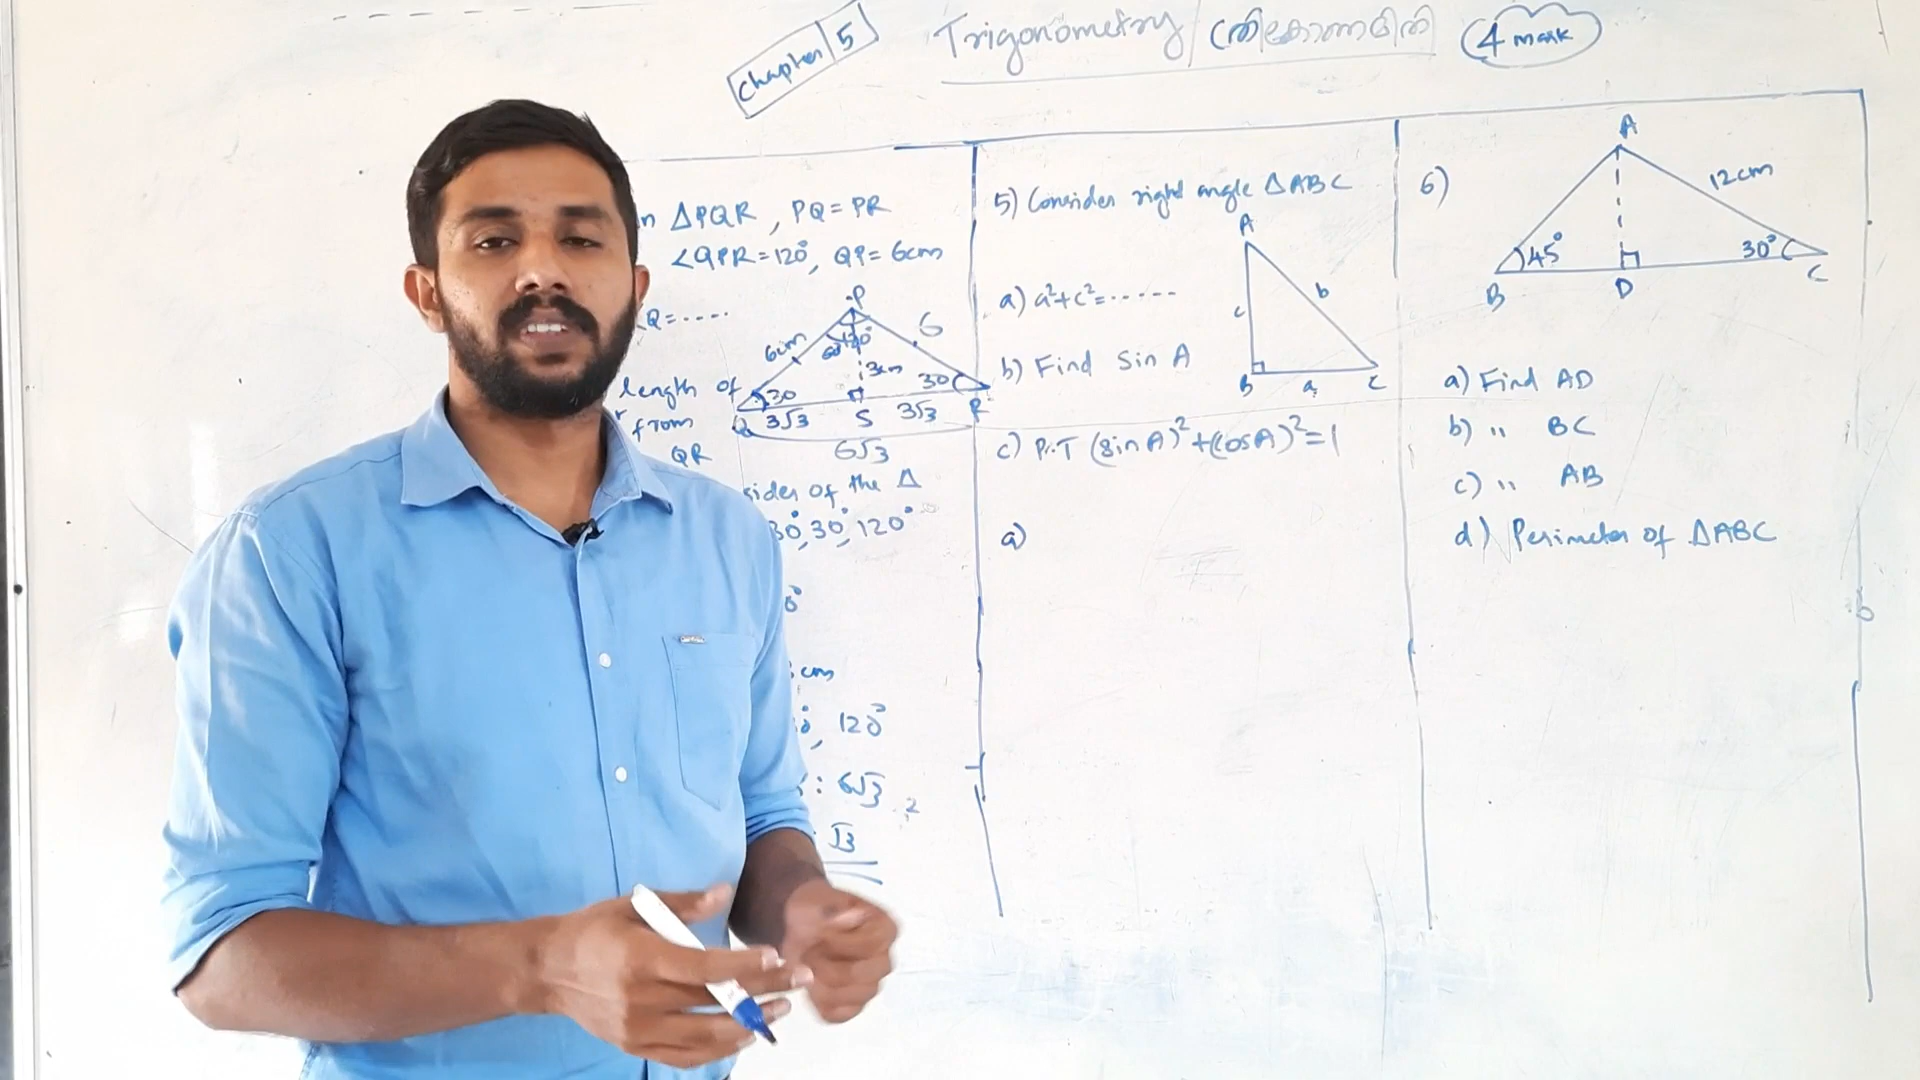 Chapter 5
Trigonometry / ത്രികോണമിതി
4 mark
In ΔPQR, PQ = PR
∠QPR = 120°, QP = 6cm
∠Q = .....
P
6cm
60
120°
6
3cm
30
30
Q
3√3
S
3√3
R
6√3
length of
from
QR
sides of the Δ
30°, 30°, 120°
cm
, 120°
: 6√3
√3
5) Consider right angle ΔABC
A
c
b
B
a
C
a) a²+c² = ......
b) Find Sin A
c) P.T (sin A)² + (cos A)² = 1
a)
6)
A
12cm
45°
30°
B
D
C
a) Find AD
b) " BC
c) " AB
d) Perimeter of ΔABC